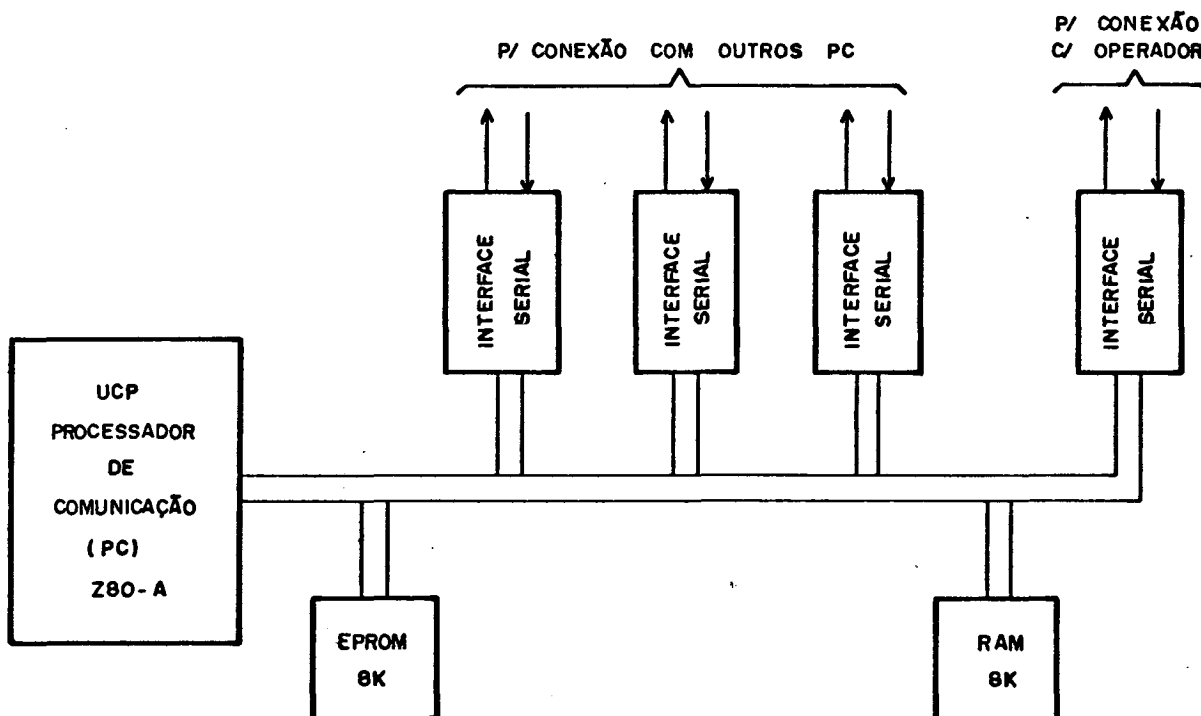 P/ CONEXÃO COM OUTROS PC
P/ CONEXÃO
C/ OPERADOR
INTERFACE
SERIAL
INTERFACE
SERIAL
INTERFACE
SERIAL
INTERFACE
SERIAL
UCP
PROCESSADOR
DE
COMUNICAÇÃO
(PC)
Z80-A
EPROM
8K
RAM
8K